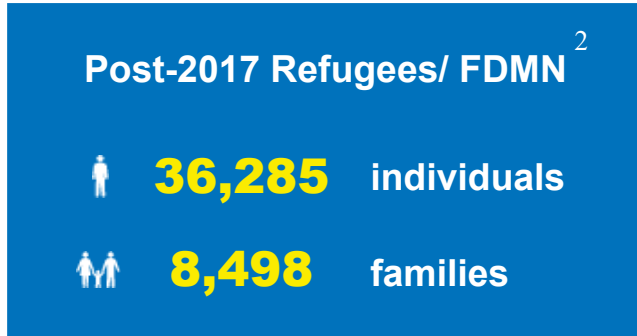 Post-2017 Refugees/ FDMN 2
36,285 individuals
8,498 families